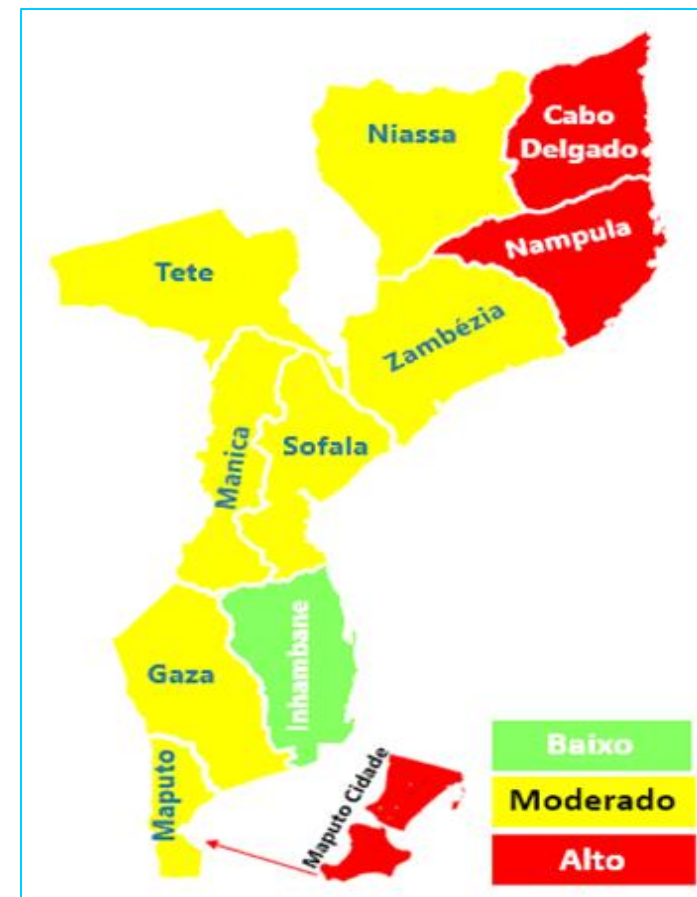 Cabo
Delgado
Niassa
Nampula
Tete
Zambézia
Manica
Sofala
Inhambane
Gaza
Maputo
Maputo Cidade
Baixo
Moderado
Alto